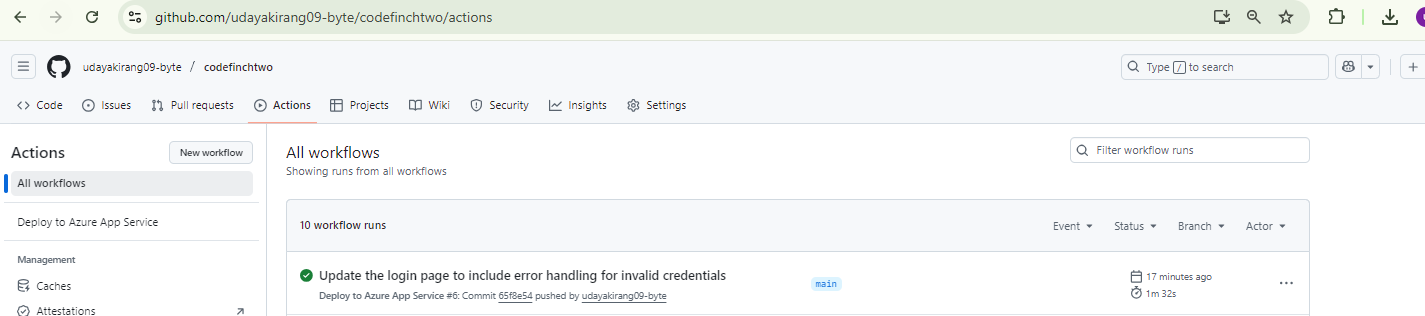 github.com/udayakirang09-byte/codefinchtwo/actions
udayakirang09-byte / codefinchtwo
Type / to search
Code Issues Pull requests Actions Projects Wiki Security Insights Settings
Actions
New workflow
All workflows
Deploy to Azure App Service
Management
Caches
Attestations
All workflows
Showing runs from all workflows
Filter workflow runs
10 workflow runs
Event Status Branch Actor
Update the login page to include error handling for invalid credentials
Deploy to Azure App Service #6: Commit 65f8e54 pushed by udayakirang09-byte
main
17 minutes ago
1m 32s